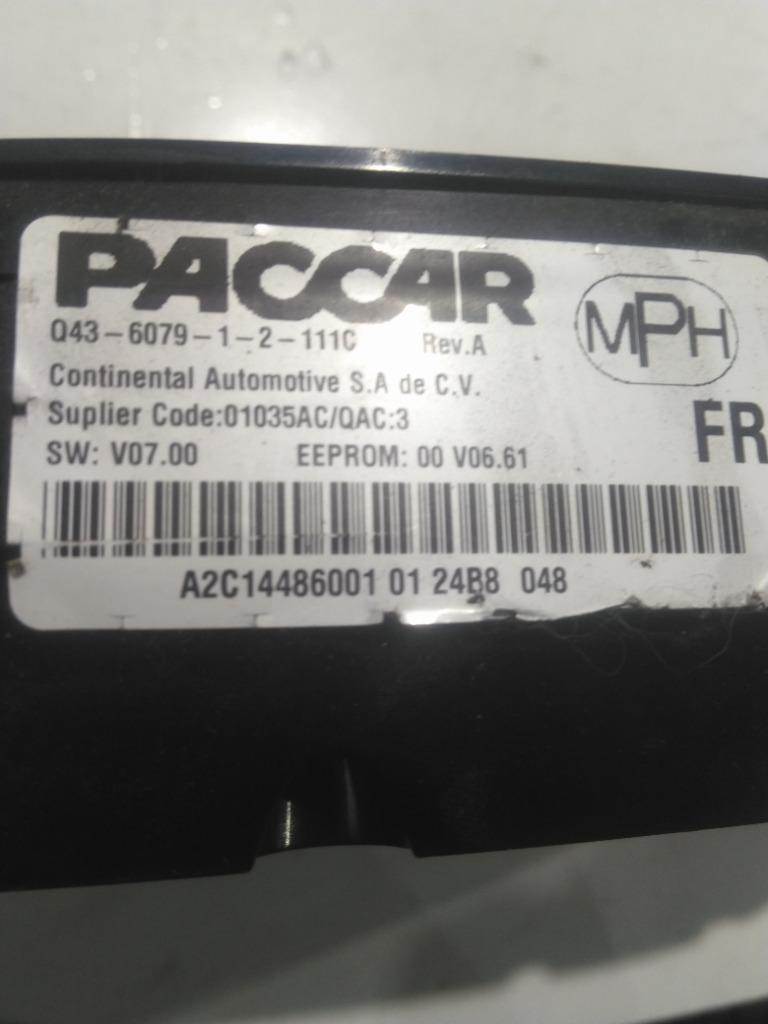 PACCAR
Q43-6079-1-2-111C Rev.A
MPH
Continental Automotive S.A de C.V.
Suplier Code:01035AC/QAC:3
FR
SW: V07.00 EEPROM: 00 V06.61
A2C14486001 01 24B8 048